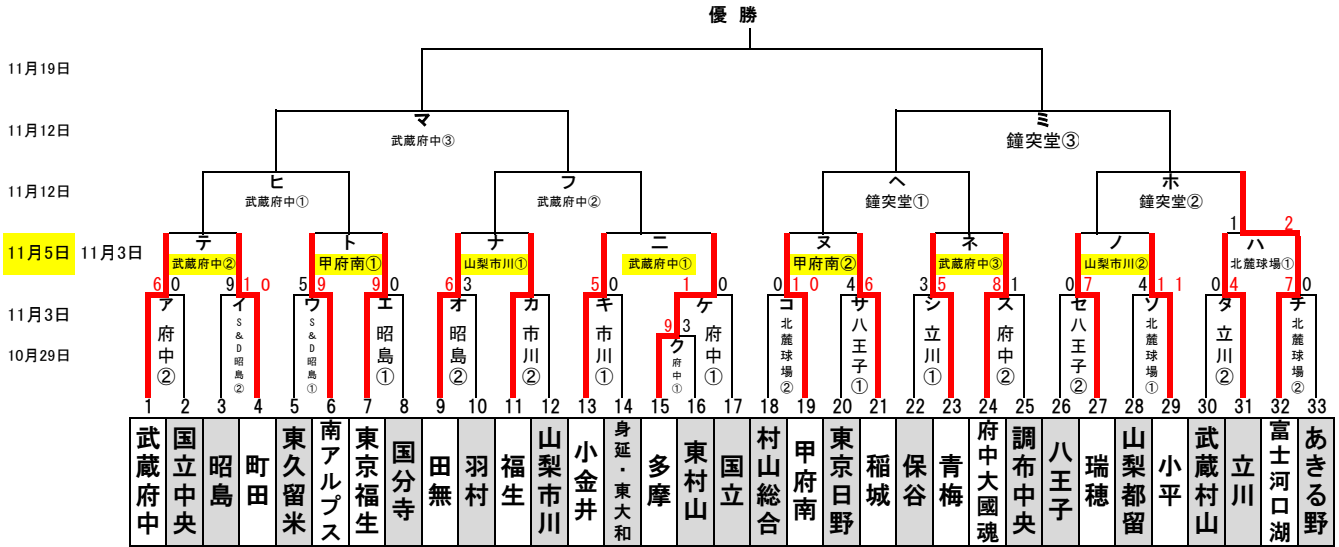 優 勝
11月19日
マ
ミ
11月12日
武蔵府中③
鐘突堂③
ヒ
フ
ヘ
ホ
11月12日
武蔵府中①
武蔵府中②
鐘突堂①
鐘突堂②
1 2
11月5日 11月3日
テ
ト
ナ
ニ
ヌ
ネ
ノ
ハ
武蔵府中②
甲府南①
山梨市川①
武蔵府中①
甲府南②
武蔵府中③
山梨市川②
北麓球場①
6 0 9 10 5 9 9 0 6 3 5 0 1 0 0 10 4 6 3 5 8 1 0 7 4 11 0 4 7 0
11月3日
ア 府中②
イ S&D昭島②
ウ S&D昭島①
エ 昭島①
オ 昭島②
カ 市川②
キ 市川①
ケ 府中①
コ 北麓球場②
サ 八王子①
シ 立川①
ス 府中②
セ 八王子②
ソ 北麓球場①
タ 立川②
チ 北麓球場②
10月29日
9 3
ク 府中①
1 2 3 4 5 6 7 8 9 10 11 12 13 14 15 16 17 18 19 20 21 22 23 24 25 26 27 28 29 30 31 32 33
武蔵府中
国立中央
昭島
町田
東久留米
南アルプス
東京福生
国分寺
田無
羽村
福生
山梨市川
小金井
身延・東大和
多摩
東村山
国立
村山総合
甲府南
東京日野
稲城
保谷
青梅
府中大國魂
調布中央
八王子
瑞穂
山梨都留
小平
武蔵村山
立川
富士河口湖
あきる野